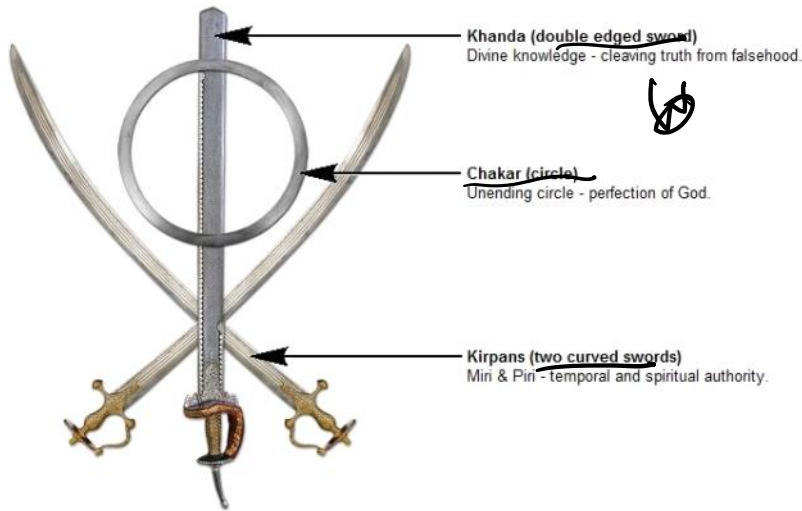 Khanda (double edged sword)
Divine knowledge - cleaving truth from falsehood.
Chakar (circle)
Unending circle - perfection of God.
Kirpans (two curved swords)
Miri & Piri - temporal and spiritual authority.